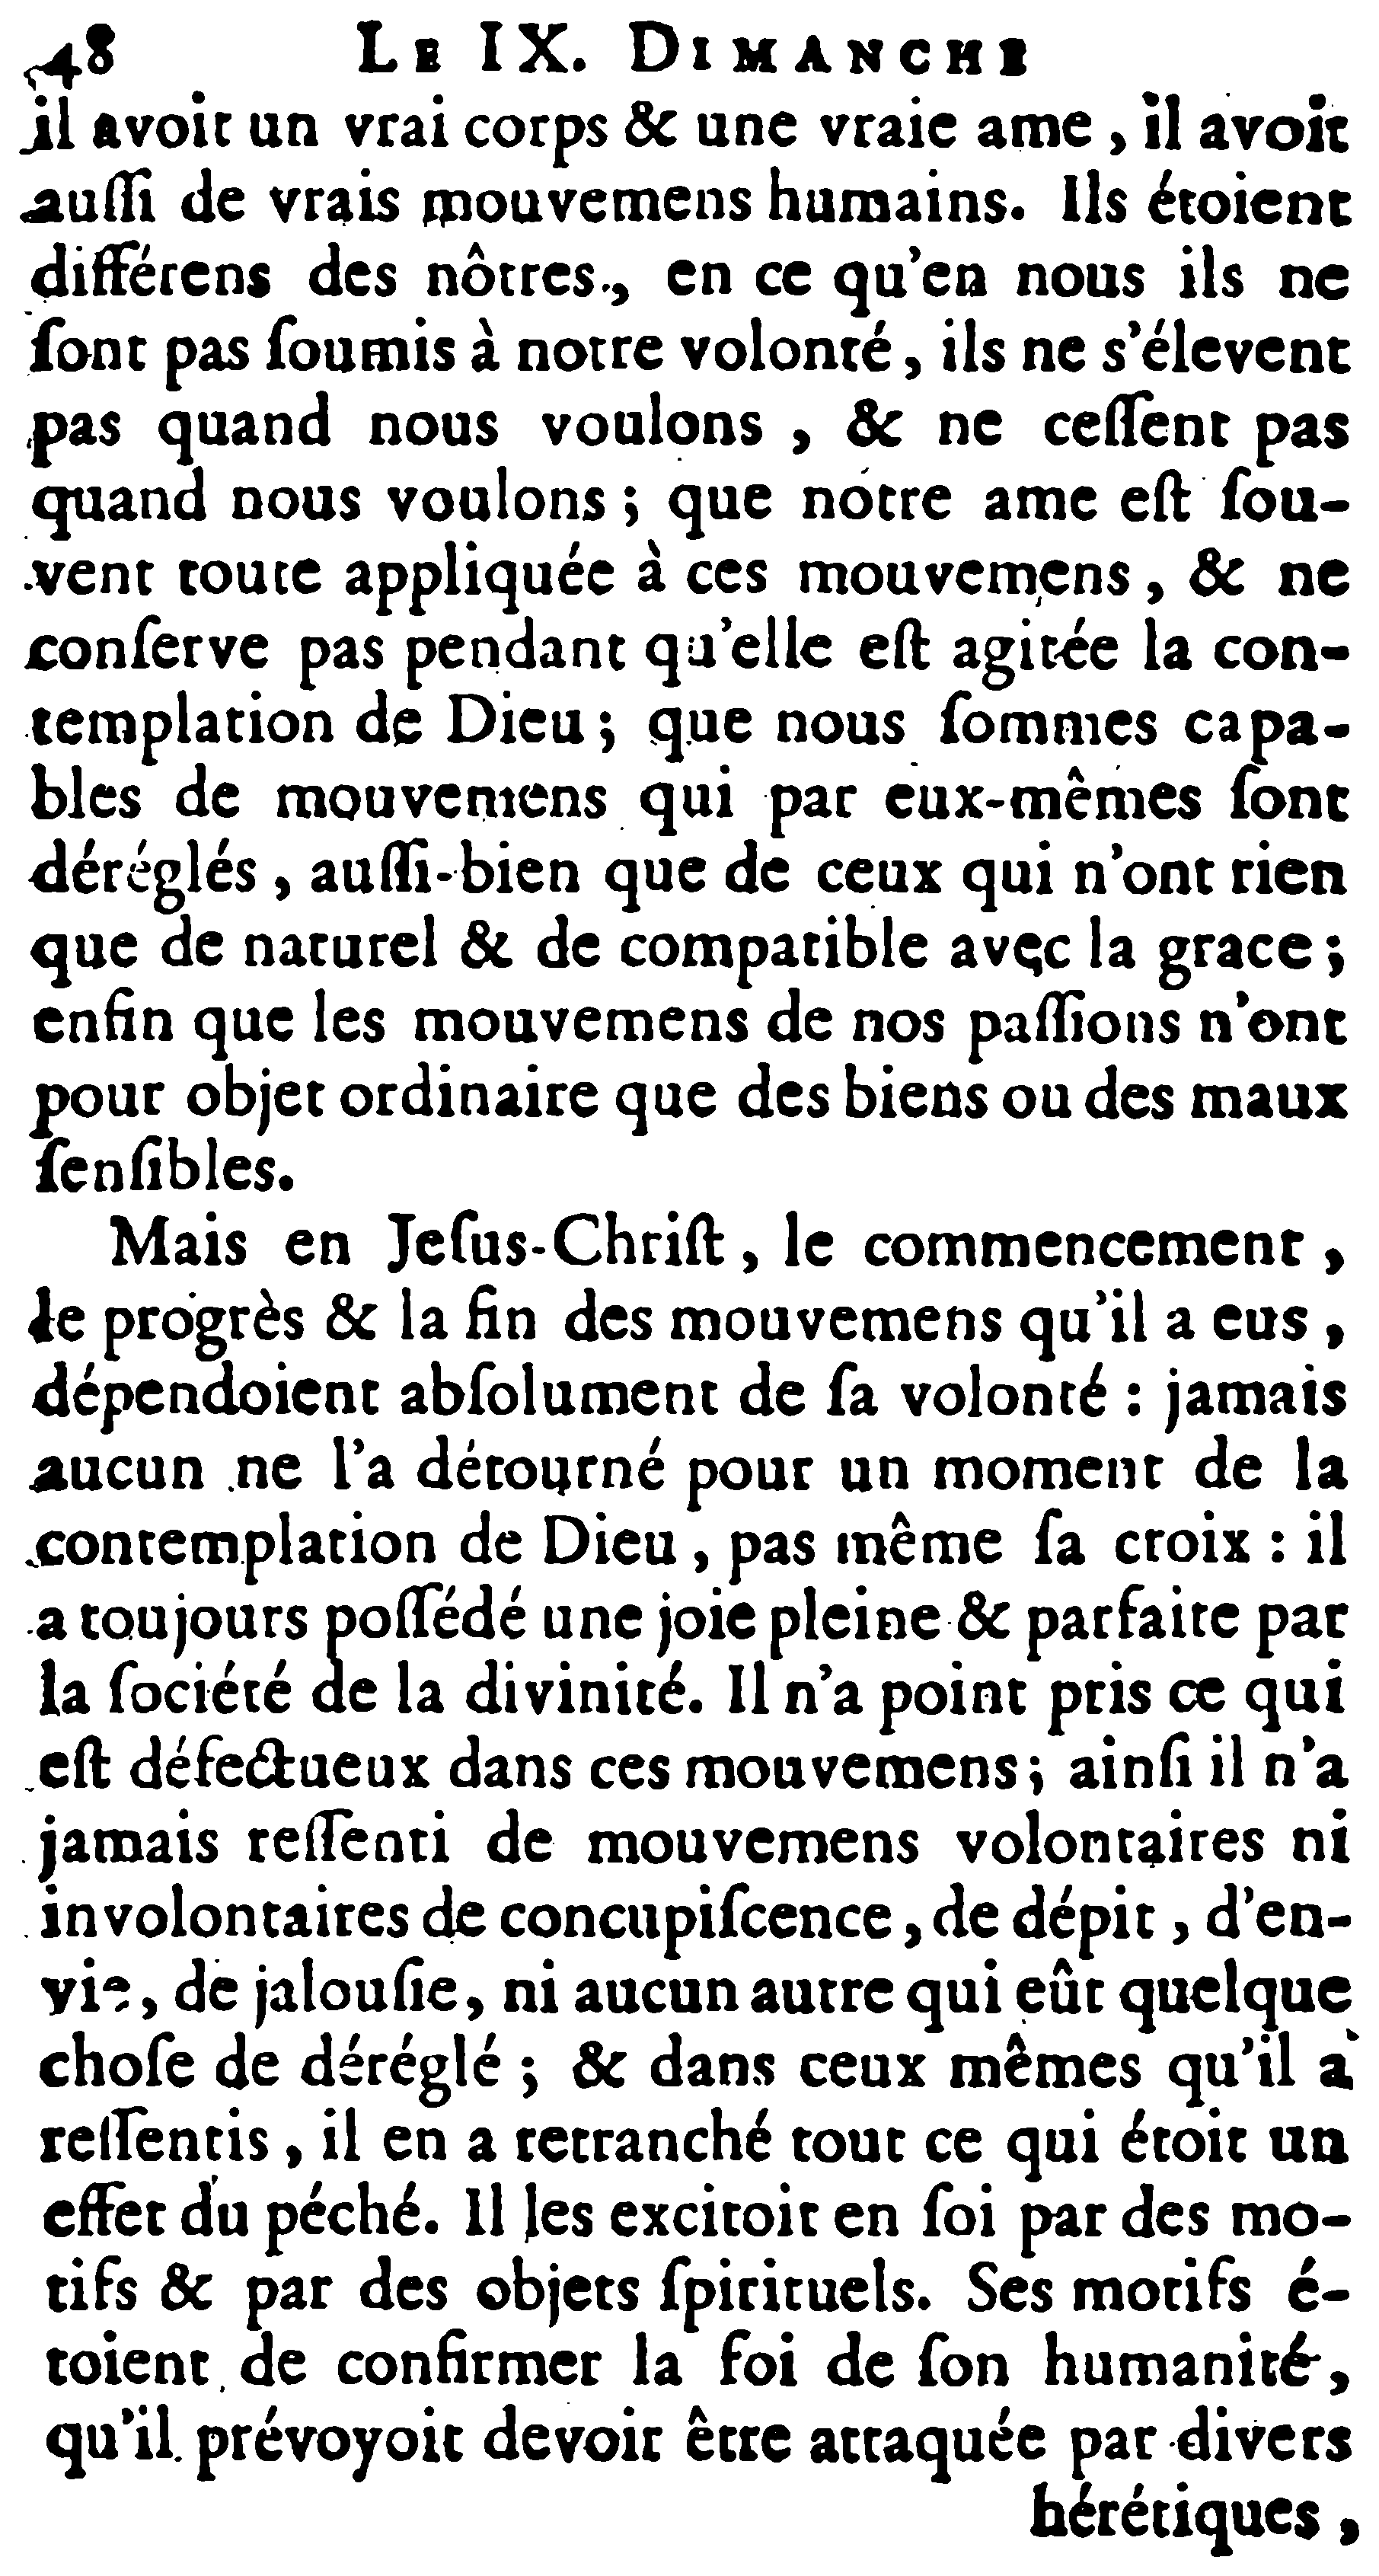 48 LE IX. DIMANCHE
il avoit un vrai corps & une vraie ame, il avoit
auſſi de vrais mouvemens humains. Ils étoient
différens des nôtres, en ce qu'en nous ils ne
ſont pas ſoumis à notre volonté, ils ne s'élevent
pas quand nous voulons, & ne ceſſent pas
quand nous voulons; que notre ame eſt ſou-
vent toute appliquée à ces mouvemens, & ne
conſerve pas pendant qu'elle eſt agitée la con-
templation de Dieu; que nous ſommes capa-
bles de mouvemens qui par eux-mêmes ſont
déréglés, auſſi-bien que de ceux qui n'ont rien
que de naturel & de compatible avec la grace;
enfin que les mouvemens de nos paſſions n'ont
pour objet ordinaire que des biens ou des maux
ſenſibles.
Mais en Jeſus-Chriſt, le commencement,
le progrès & la fin des mouvemens qu'il a eus,
dépendoient abſolument de ſa volonté : jamais
aucun ne l'a détourné pour un moment de la
contemplation de Dieu, pas même ſa croix : il
a toujours poſſédé une joie pleine & parfaite par
la ſociété de la divinité. Il n'a point pris ce qui
eſt défectueux dans ces mouvemens; ainſi il n'a
jamais reſſenti de mouvemens volontaires ni
involontaires de concupiſcence, de dépit, d'en-
vie, de jalouſie, ni aucun autre qui eût quelque
choſe de déréglé; & dans ceux mêmes qu'il a
reſſentis, il en a retranché tout ce qui étoit un
effet du péché. Il les excitoit en ſoi par des mo-
tifs & par des objets ſpirituels. Ses motifs é-
toient de confirmer la foi de ſon humanité,
qu'il prévoyoit devoir être attaquée par divers
hérétiques,